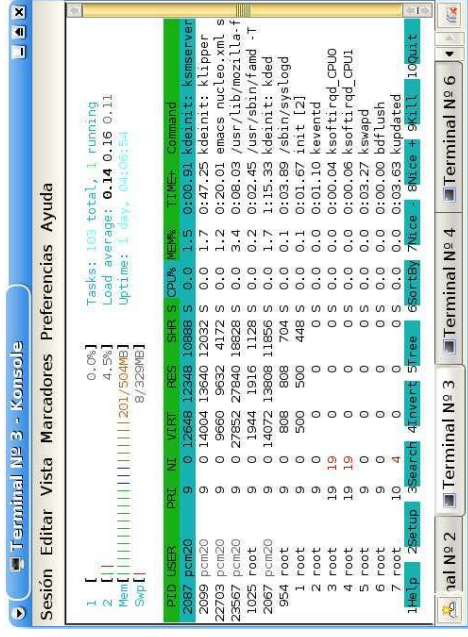 Terminal Nº 3 - Konsole
Sesión Editar Vista Marcadores Preferencias Ayuda
1 [ 0.0%] Tasks: 103 total, 1 running
2 [|| 4.5%] Load average: 0.14 0.16 0.11
Mem[||||||||||||||||||||201/504MB] Uptime: 1 day, 04:06:54
Swp[| 8/329MB]
PID USER PRI NI VIRT RES SHR S CPU% MEM% TIME+ Command
2087 pcm20 9 0 12648 12348 10888 S 0.0 1.5 0:00.91 kdeinit: ksmserver
2099 pcm20 9 0 14004 13640 12032 S 0.0 1.7 0:47.25 kdeinit: klipper
22703 pcm20 9 0 9660 9632 4172 S 0.0 1.2 0:20.01 emacs nucleo.xml s
23567 pcm20 9 0 27852 27840 18828 S 0.0 3.4 0:08.03 /usr/lib/mozilla-f
1025 root 9 0 1944 1916 1128 S 0.0 0.2 0:02.45 /usr/sbin/famd -T
2067 pcm20 9 0 14072 13808 11856 S 0.0 1.7 1:15.33 kdeinit: kded
954 root 9 0 808 808 704 S 0.0 0.1 0:03.89 /sbin/syslogd
1 root 9 0 500 500 448 S 0.0 0.1 0:01.67 init [2]
2 root 9 0 0 0 0 S 0.0 0.0 0:01.10 keventd
3 root 19 19 0 0 0 S 0.0 0.0 0:00.04 ksoftirqd_CPU0
4 root 19 19 0 0 0 S 0.0 0.0 0:00.06 ksoftirqd_CPU1
5 root 9 0 0 0 0 S 0.0 0.0 0:03.27 kswapd
6 root 9 0 0 0 0 S 0.0 0.0 0:00.00 bdflush
7 root 10 4 0 0 0 S 0.0 0.0 0:03.63 kupdated
1Help 2Setup 3Search 4Invert 5Tree 6SortBy 7Nice - 8Nice + 9Kill 10Quit
nal Nº 2 Terminal Nº 3 Terminal Nº 4 Terminal Nº 6